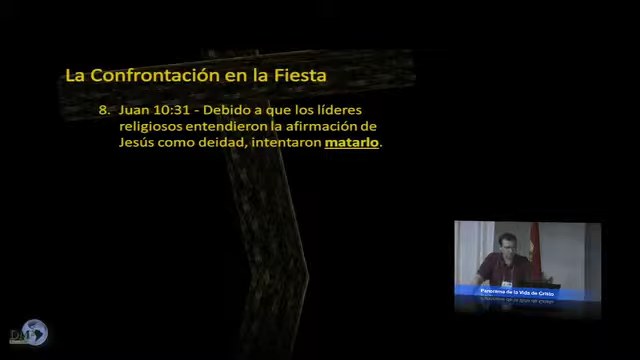 La Confrontación en la Fiesta
8. Juan 10:31 - Debido a que los líderes
religiosos entendieron la afirmación de
Jesús como deidad, intentaron matarlo.
Panorama de la Vida de Cristo
DM